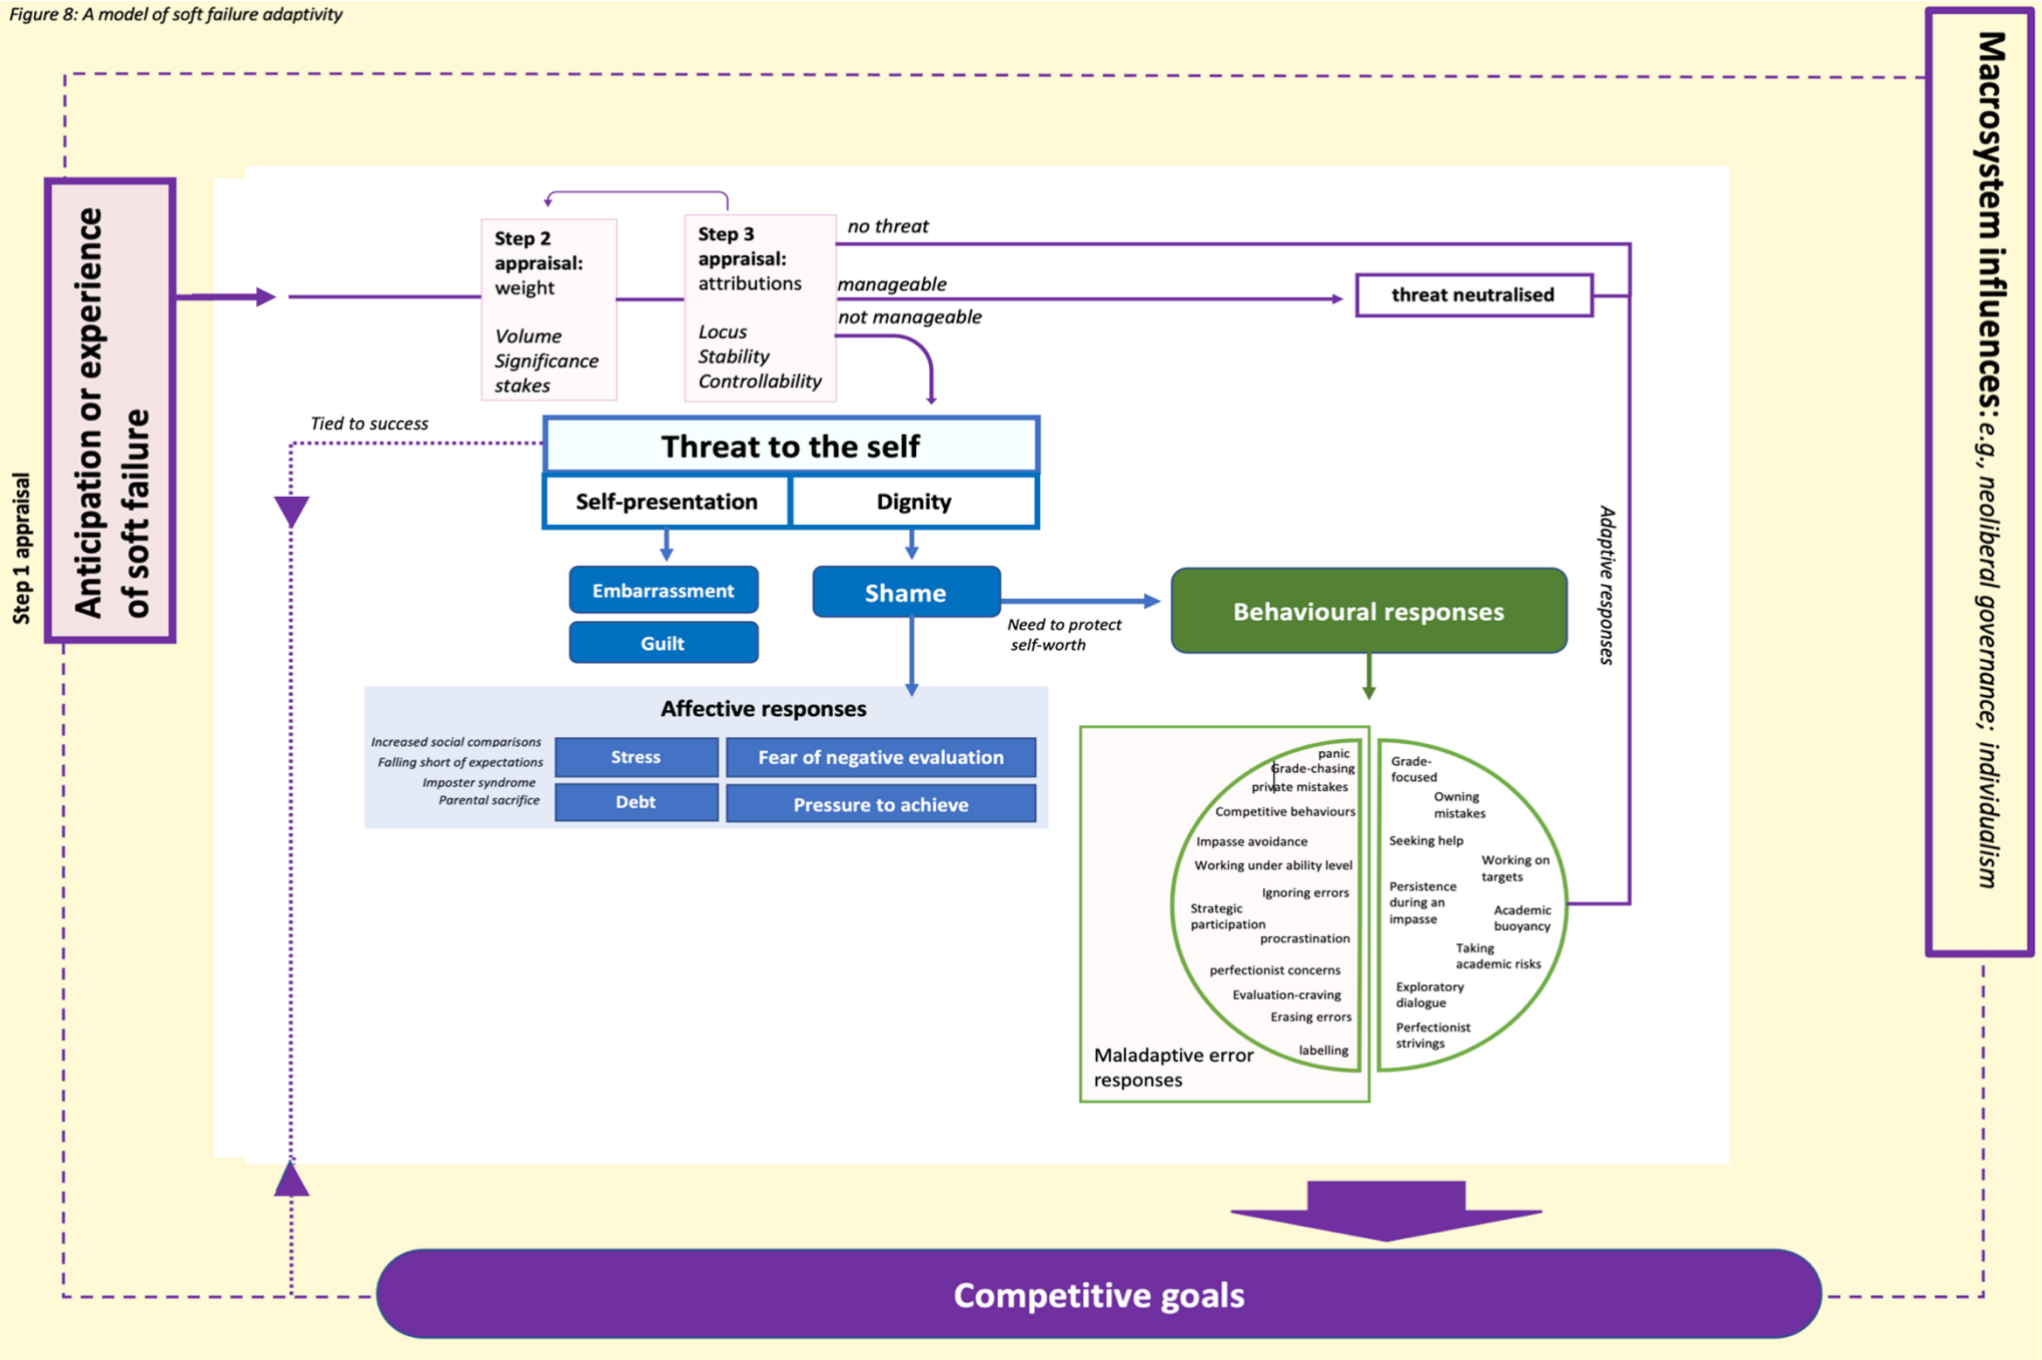 Figure 8: A model of soft failure adaptivity
Macrosystem influences: e.g., neoliberal governance; individualism
Step 1 appraisal
Anticipation or experience
of soft failure
Step 2
appraisal:
weight
Volume
Significance
stakes
Step 3
appraisal:
attributions
Locus
Stability
Controllability
no threat
manageable
not manageable
threat neutralised
Tied to success
Threat to the self
Self-presentation
Dignity
Embarrassment
Guilt
Shame
Need to protect
self-worth
Behavioural responses
Adaptive responses
Affective responses
Increased social comparisons
Falling short of expectations
Imposter syndrome
Parental sacrifice
Stress
Fear of negative evaluation
Debt
Pressure to achieve
panic
Grade-chasing
private mistakes
Competitive behaviours
Impasse avoidance
Working under ability level
Ignoring errors
Strategic
participation
procrastination
perfectionist concerns
Evaluation-craving
Erasing errors
labelling
Maladaptive error
responses
Grade-
focused
Owning
mistakes
Seeking help
Working on
targets
Persistence
during an
impasse
Academic
buoyancy
Taking
academic risks
Exploratory
dialogue
Perfectionist
strivings
Competitive goals